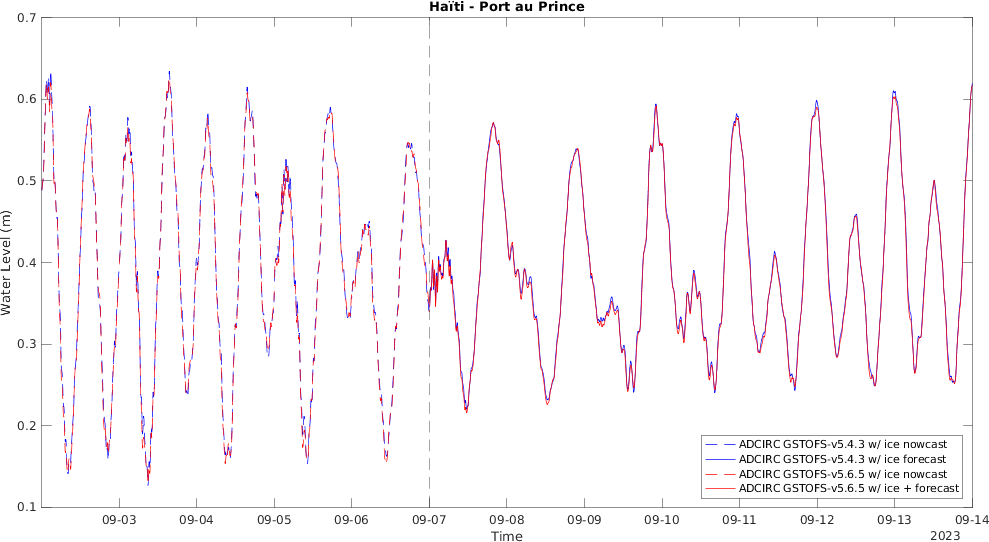 Haïti - Port au Prince
0.7
0.6
0.5
0.4
0.3
0.2
0.1
Water Level (m)
09-03 09-04 09-05 09-06 09-07 09-08 09-09 09-10 09-11 09-12 09-13 09-14
Time
2023
ADCIRC GSTOFS-v5.4.3 w/ ice nowcast
ADCIRC GSTOFS-v5.4.3 w/ ice forecast
ADCIRC GSTOFS-v5.6.5 w/ ice nowcast
ADCIRC GSTOFS-v5.6.5 w/ ice + forecast